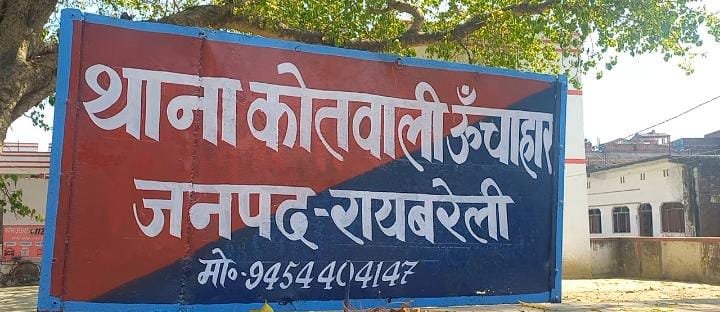 थाना कोतवाली ऊँचाहार
जनपद-रायबरेली
मो०-9454404147